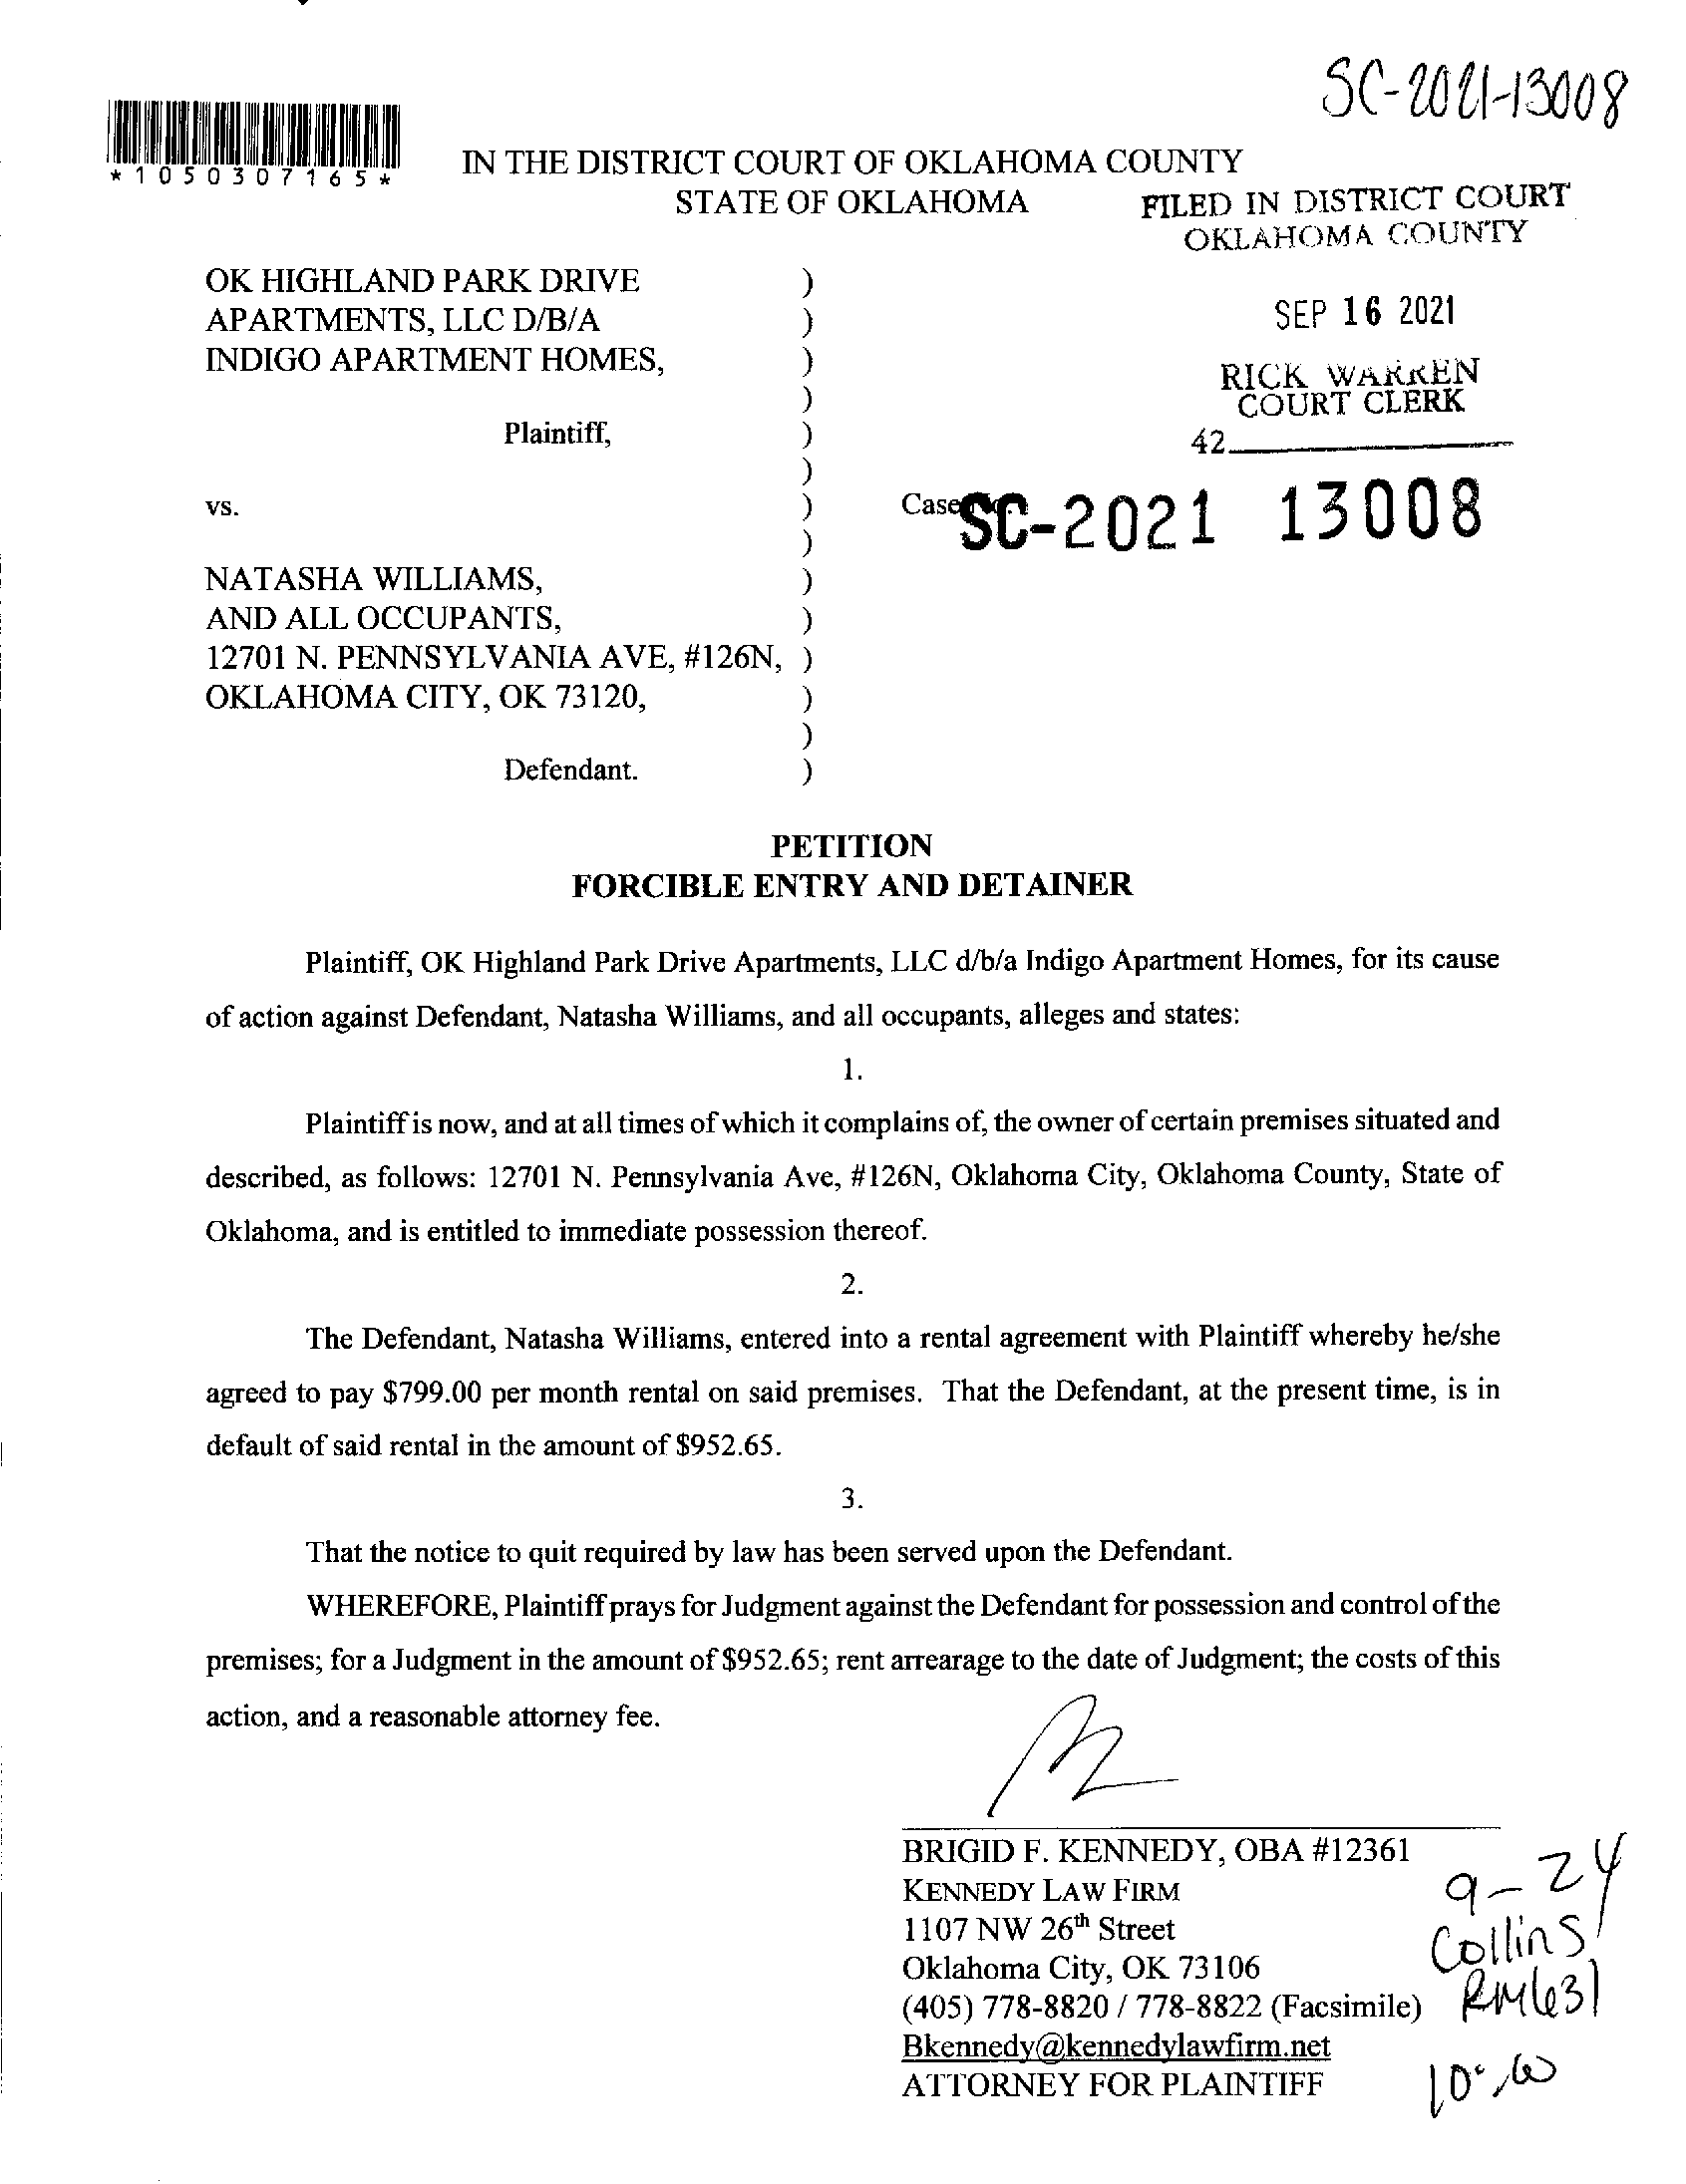 SC-2021-13008
*1050307165*
IN THE DISTRICT COURT OF OKLAHOMA COUNTY
STATE OF OKLAHOMA
FILED IN DISTRICT COURT
OKLAHOMA COUNTY
SEP 16 2021
RICK WARREN
COURT CLERK
42
OK HIGHLAND PARK DRIVE )
APARTMENTS, LLC D/B/A )
INDIGO APARTMENT HOMES, )
)
Plaintiff, )
)
vs. ) Case No.: SC-2021 13008
)
NATASHA WILLIAMS, )
AND ALL OCCUPANTS, )
12701 N. PENNSYLVANIA AVE, #126N, )
OKLAHOMA CITY, OK 73120, )
)
Defendant. )
PETITION
FORCIBLE ENTRY AND DETAINER
Plaintiff, OK Highland Park Drive Apartments, LLC d/b/a Indigo Apartment Homes, for its cause
of action against Defendant, Natasha Williams, and all occupants, alleges and states:
1.
Plaintiff is now, and at all times of which it complains of, the owner of certain premises situated and
described, as follows: 12701 N. Pennsylvania Ave, #126N, Oklahoma City, Oklahoma County, State of
Oklahoma, and is entitled to immediate possession thereof.
2.
The Defendant, Natasha Williams, entered into a rental agreement with Plaintiff whereby he/she
agreed to pay $799.00 per month rental on said premises. That the Defendant, at the present time, is in
default of said rental in the amount of $952.65.
3.
That the notice to quit required by law has been served upon the Defendant.
WHEREFORE, Plaintiff prays for Judgment against the Defendant for possession and control of the
premises; for a Judgment in the amount of $952.65; rent arrearage to the date of Judgment; the costs of this
action, and a reasonable attorney fee.
BRIGID F. KENNEDY, OBA #12361
KENNEDY LAW FIRM
1107 NW 26th Street
Oklahoma City, OK 73106
(405) 778-8820 / 778-8822 (Facsimile)
Bkennedy@kennedylawfirm.net
ATTORNEY FOR PLAINTIFF
9-24
Collins
RM631
10:00